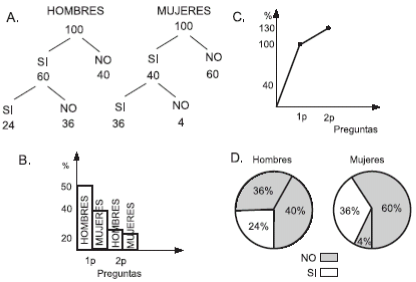 A.
HOMBRES
100
SI
NO
60
40
SI
NO
24
36
MUJERES
100
SI
NO
40
60
SI
NO
36
4
C.
%
130
100
40
1p
2p
Preguntas
B.
%
50
40
20
HOMBRES
MUJERES
HOMBRES
MUJERES
1p
2p
Preguntas
D.
Hombres
36%
40%
24%
Mujeres
36%
60%
4%
NO
SI